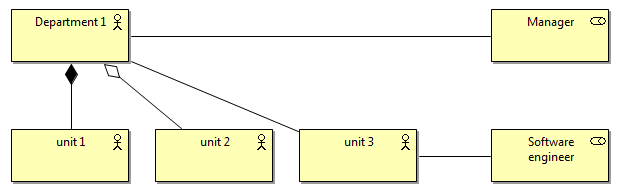 Department 1
Manager
unit 1
unit 2
unit 3
Software
engineer